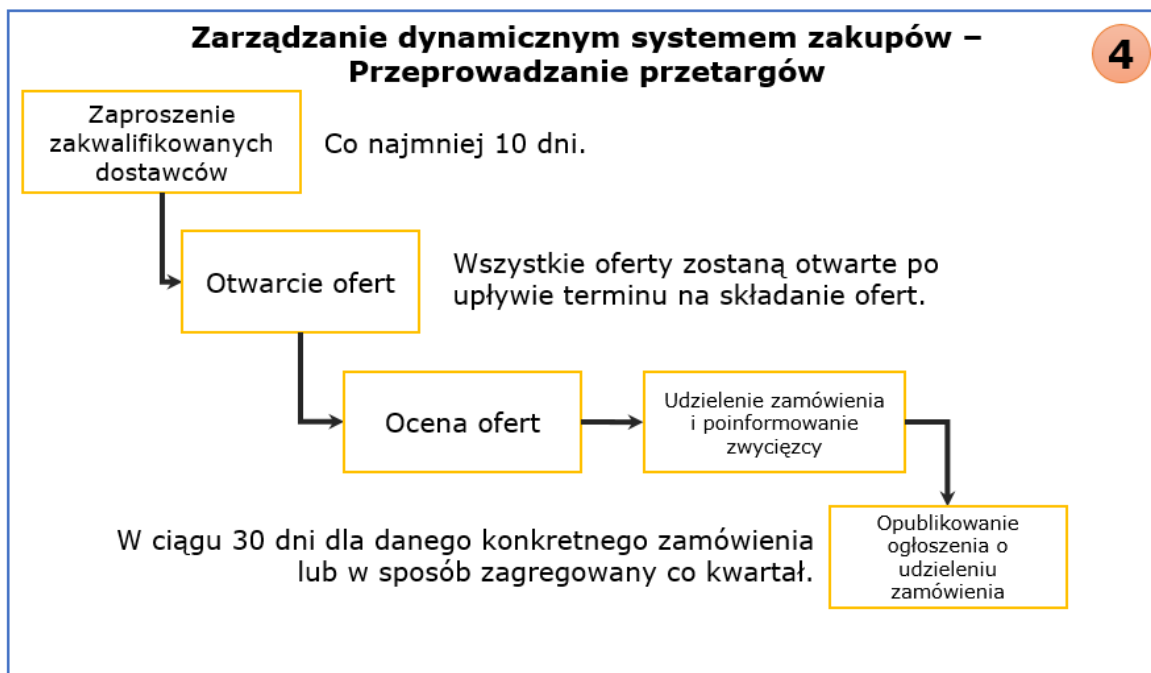 Zarządzanie dynamicznym systemem zakupów –
Przeprowadzanie przetargów
4
Zaproszenie
zakwalifikowanych
dostawców
Co najmniej 10 dni.
Otwarcie ofert
Wszystkie oferty zostaną otwarte po
upływie terminu na składanie ofert.
Ocena ofert
Udzielenie zamówienia
i poinformowanie
zwycięzcy
W ciągu 30 dni dla danego konkretnego zamówienia
lub w sposób zagregowany co kwartał.
Opublikowanie
ogłoszenia o
udzieleniu
zamówienia